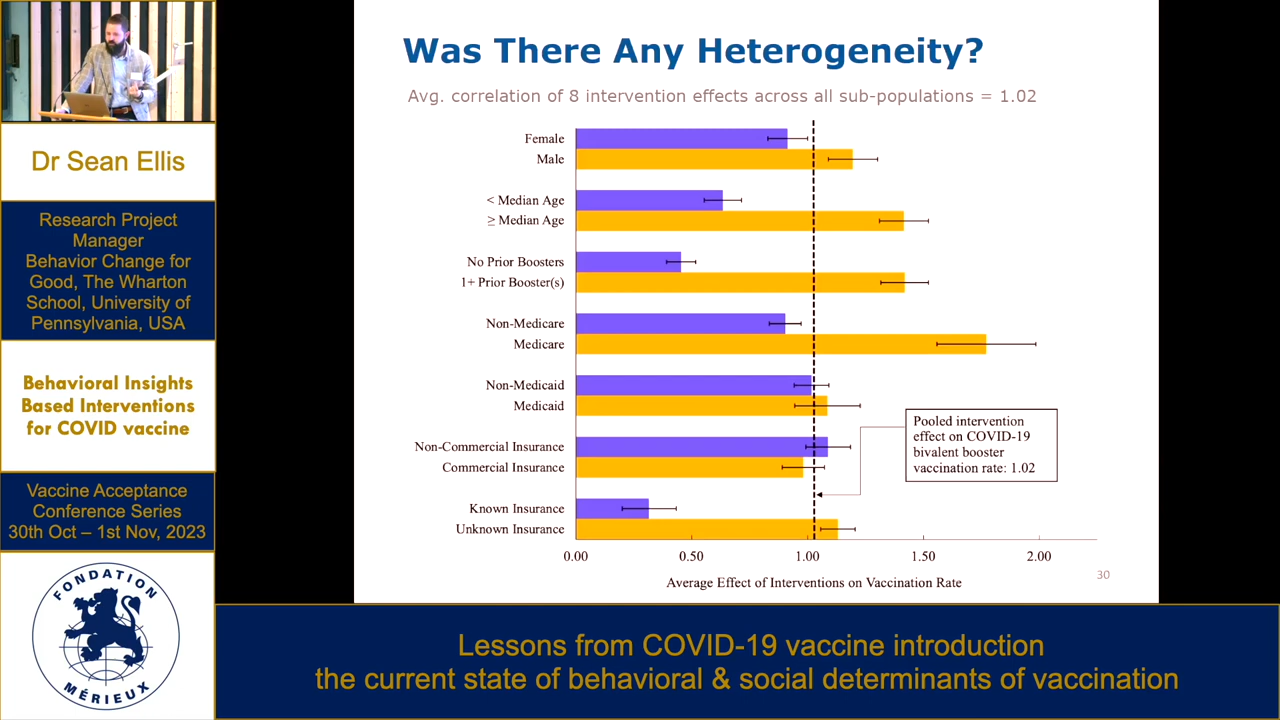 Dr Sean Ellis
Research Project
Manager
Behavior Change for
Good, The Wharton
School, University of
Pennsylvania, USA
Behavioral Insights
Based Interventions
for COVID vaccine
Vaccine Acceptance
Conference Series
30th Oct – 1st Nov, 2023
FONDATION
MÉRIEUX
Was There Any Heterogeneity?
Avg. correlation of 8 intervention effects across all sub-populations = 1.02
Female
Male
< Median Age
≥ Median Age
No Prior Boosters
1+ Prior Booster(s)
Non-Medicare
Medicare
Non-Medicaid
Medicaid
Non-Commercial Insurance
Commercial Insurance
Known Insurance
Unknown Insurance
Pooled intervention
effect on COVID-19
bivalent booster
vaccination rate: 1.02
0.00 0.50 1.00 1.50 2.00
Average Effect of Interventions on Vaccination Rate
30
Lessons from COVID-19 vaccine introduction
the current state of behavioral & social determinants of vaccination